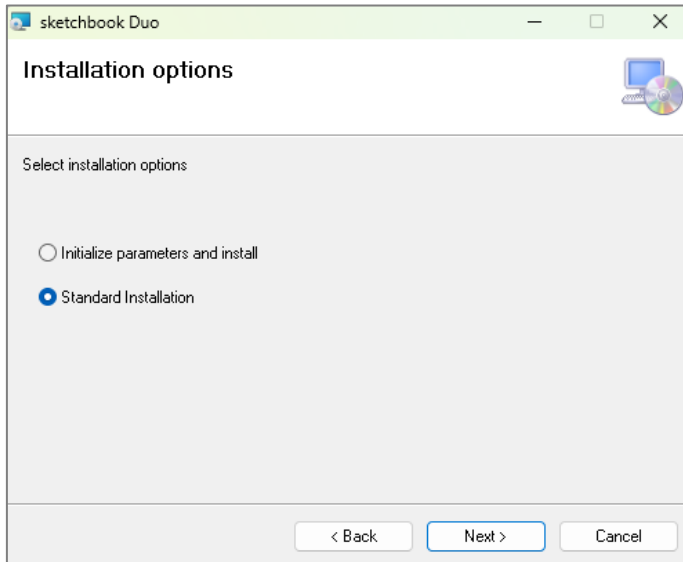 sketchbook Duo
Installation options
Select installation options
Initialize parameters and install
Standard Installation
< Back
Next >
Cancel